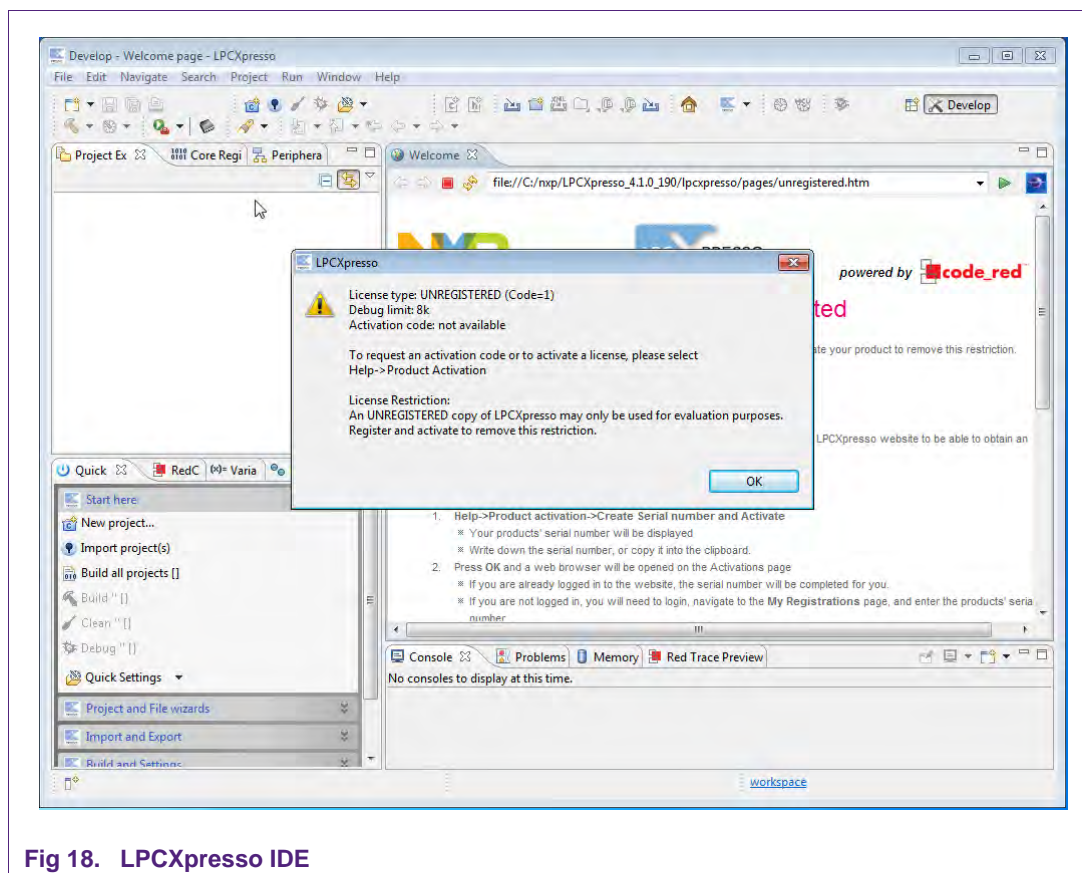 Develop - Welcome page - LPCXpresso
File Edit Navigate Search Project Run Window Help
Develop
Project Ex Core Regi Periphera
Welcome
file://C:/nxp/LPCXpresso_4.1.0_190/lpcxpresso/pages/unregistered.htm
powered by code_red
LPCXpresso
License type: UNREGISTERED (Code=1)
Debug limit: 8k
Activation code: not available
To request an activation code or to activate a license, please select
Help->Product Activation
License Restriction:
An UNREGISTERED copy of LPCXpresso may only be used for evaluation purposes.
Register and activate to remove this restriction.
OK
your product to remove this restriction.
LPCXpresso website to be able to obtain an
1. Help->Product activation->Create Serial number and Activate
Your products' serial number will be displayed
Write down the serial number, or copy it into the clipboard.
2. Press OK and a web browser will be opened on the Activations page
If you are already logged in to the website, the serial number will be completed for you.
If you are not logged in, you will need to login, navigate to the My Registrations page, and enter the products' seria
number
Quick RedC (x)= Varia
Start here
New project...
Import project(s)
Build all projects []
Build '' []
Clean '' []
Debug '' []
Quick Settings
Project and File wizards
Import and Export
Build and Settings
Console Problems Memory Red Trace Preview
No consoles to display at this time.
workspace
Fig 18. LPCXpresso IDE